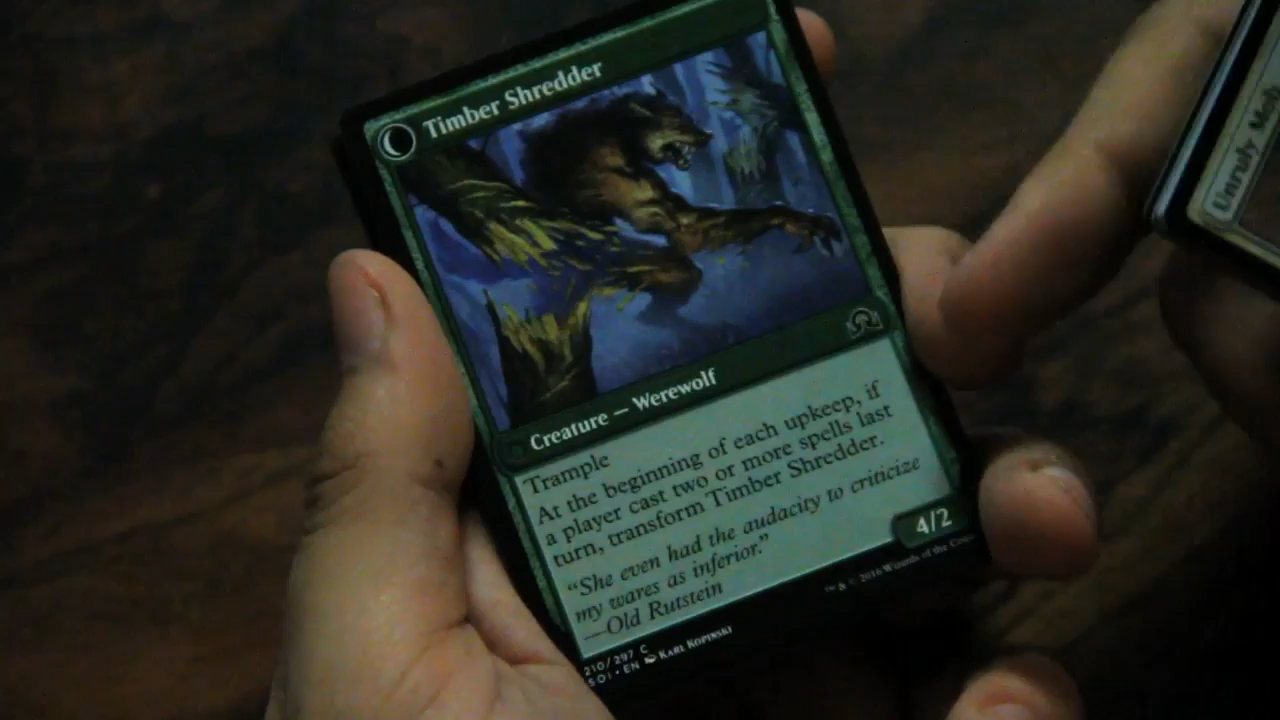 Timber Shredder
Creature — Werewolf
Trample
At the beginning of each upkeep, if
a player cast two or more spells last
turn, transform Timber Shredder.
“She even had the audacity to criticize
my wares as inferior.”
—Old Rutstein
4/2
210/297 C
SOI • EN KARL KOPINSKI
™ & © 2016 Wizards of the
Unruly Mob